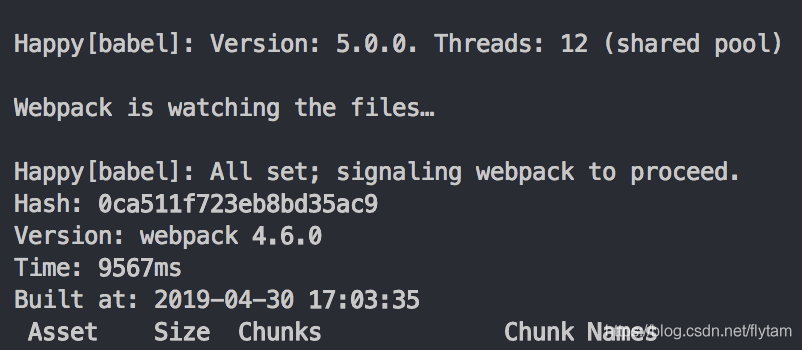 Happy[babel]: Version: 5.0.0. Threads: 12 (shared pool)
Webpack is watching the files…
Happy[babel]: All set; signaling webpack to proceed.
Hash: 0ca511f723eb8bd35ac9
Version: webpack 4.6.0
Time: 9567ms
Built at: 2019-04-30 17:03:35
Asset Size Chunks Chunk Names
https://blog.csdn.net/flytam